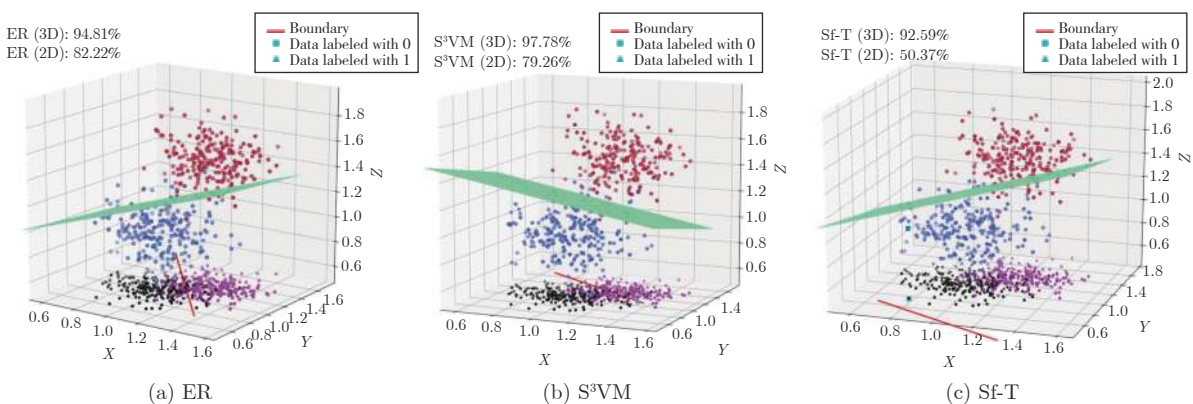 ER (3D): 94.81%
ER (2D): 82.22%
Boundary
Data labeled with 0
Data labeled with 1
1.8
1.6
1.4
1.2
1.0
0.8
0.6
Z
0.6
0.8
1.0
1.2
1.4
1.6
X
0.6
0.8
1.0
1.2
1.4
1.6
Y
(a) ER
S³VM (3D): 97.78%
S³VM (2D): 79.26%
Boundary
Data labeled with 0
Data labeled with 1
1.8
1.6
1.4
1.2
1.0
0.8
0.6
Z
0.6
0.8
1.0
1.2
1.4
1.6
X
0.6
1.0
1.4
Y
(b) S³VM
Sf-T (3D): 92.59%
Sf-T (2D): 50.37%
Boundary
Data labeled with 0
Data labeled with 1
2.0
1.8
1.6
1.4
1.2
1.0
0.8
0.6
Z
0.6
0.8
1.0
1.2
1.4
1.6
X
0.6
1.0
1.4
1.8
Y
(c) Sf-T